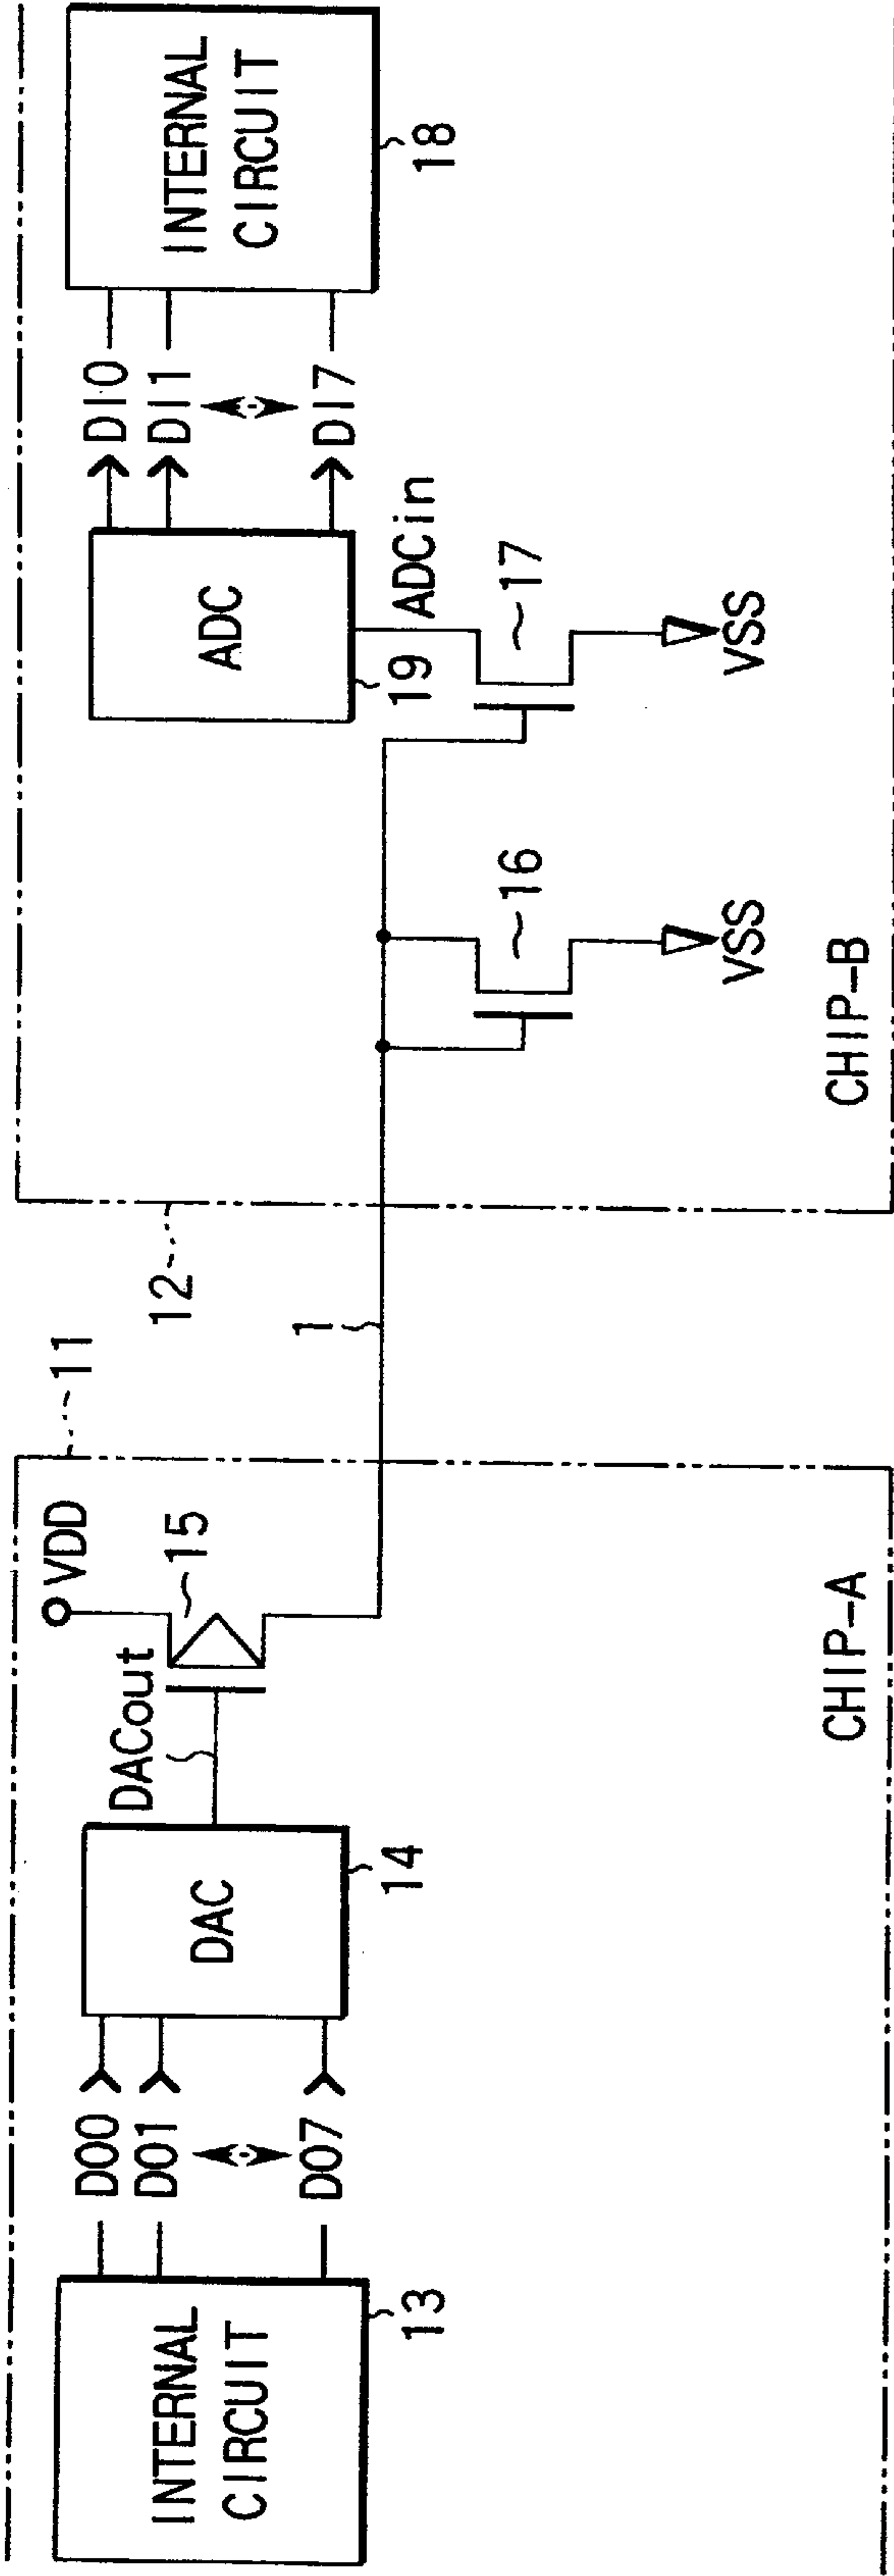 INTERNAL
CIRCUIT
13
DO0
DO1
DO7
DAC
14
DACout
VDD
15
CHIP-A
11
1
12
16
VSS
ADC
19
ADCin
17
VSS
DI0
DI1
DI7
INTERNAL
CIRCUIT
18
CHIP-B